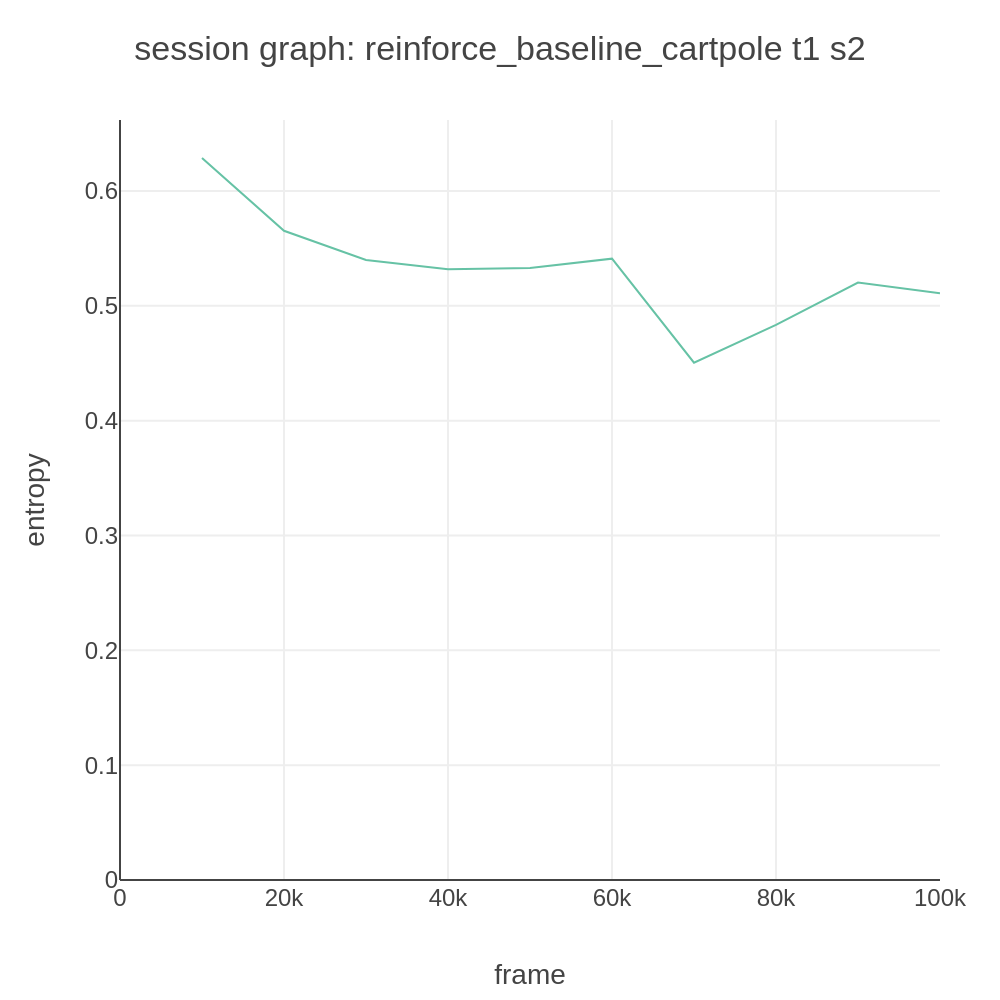 session graph: reinforce_baseline_cartpole t1 s2
0.6
0.5
0.4
0.3
0.2
0.1
0
entropy
0 20k 40k 60k 80k 100k
frame